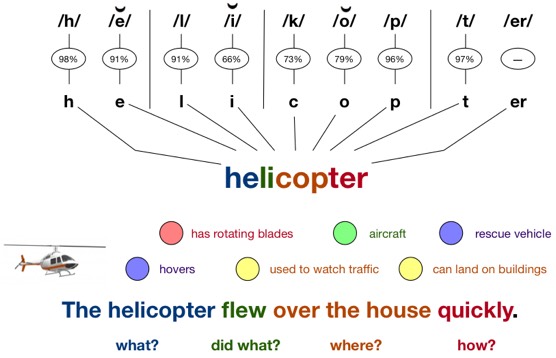 /h/ /ĕ/ /l/ /ĭ/ /k/ /ŏ/ /p/ /t/ /er/
98% 91% 91% 66% 73% 79% 96% 97% —
h e l i c o p t er
helicopter
has rotating blades aircraft rescue vehicle
hovers used to watch traffic can land on buildings
The helicopter flew over the house quickly.
what? did what? where? how?